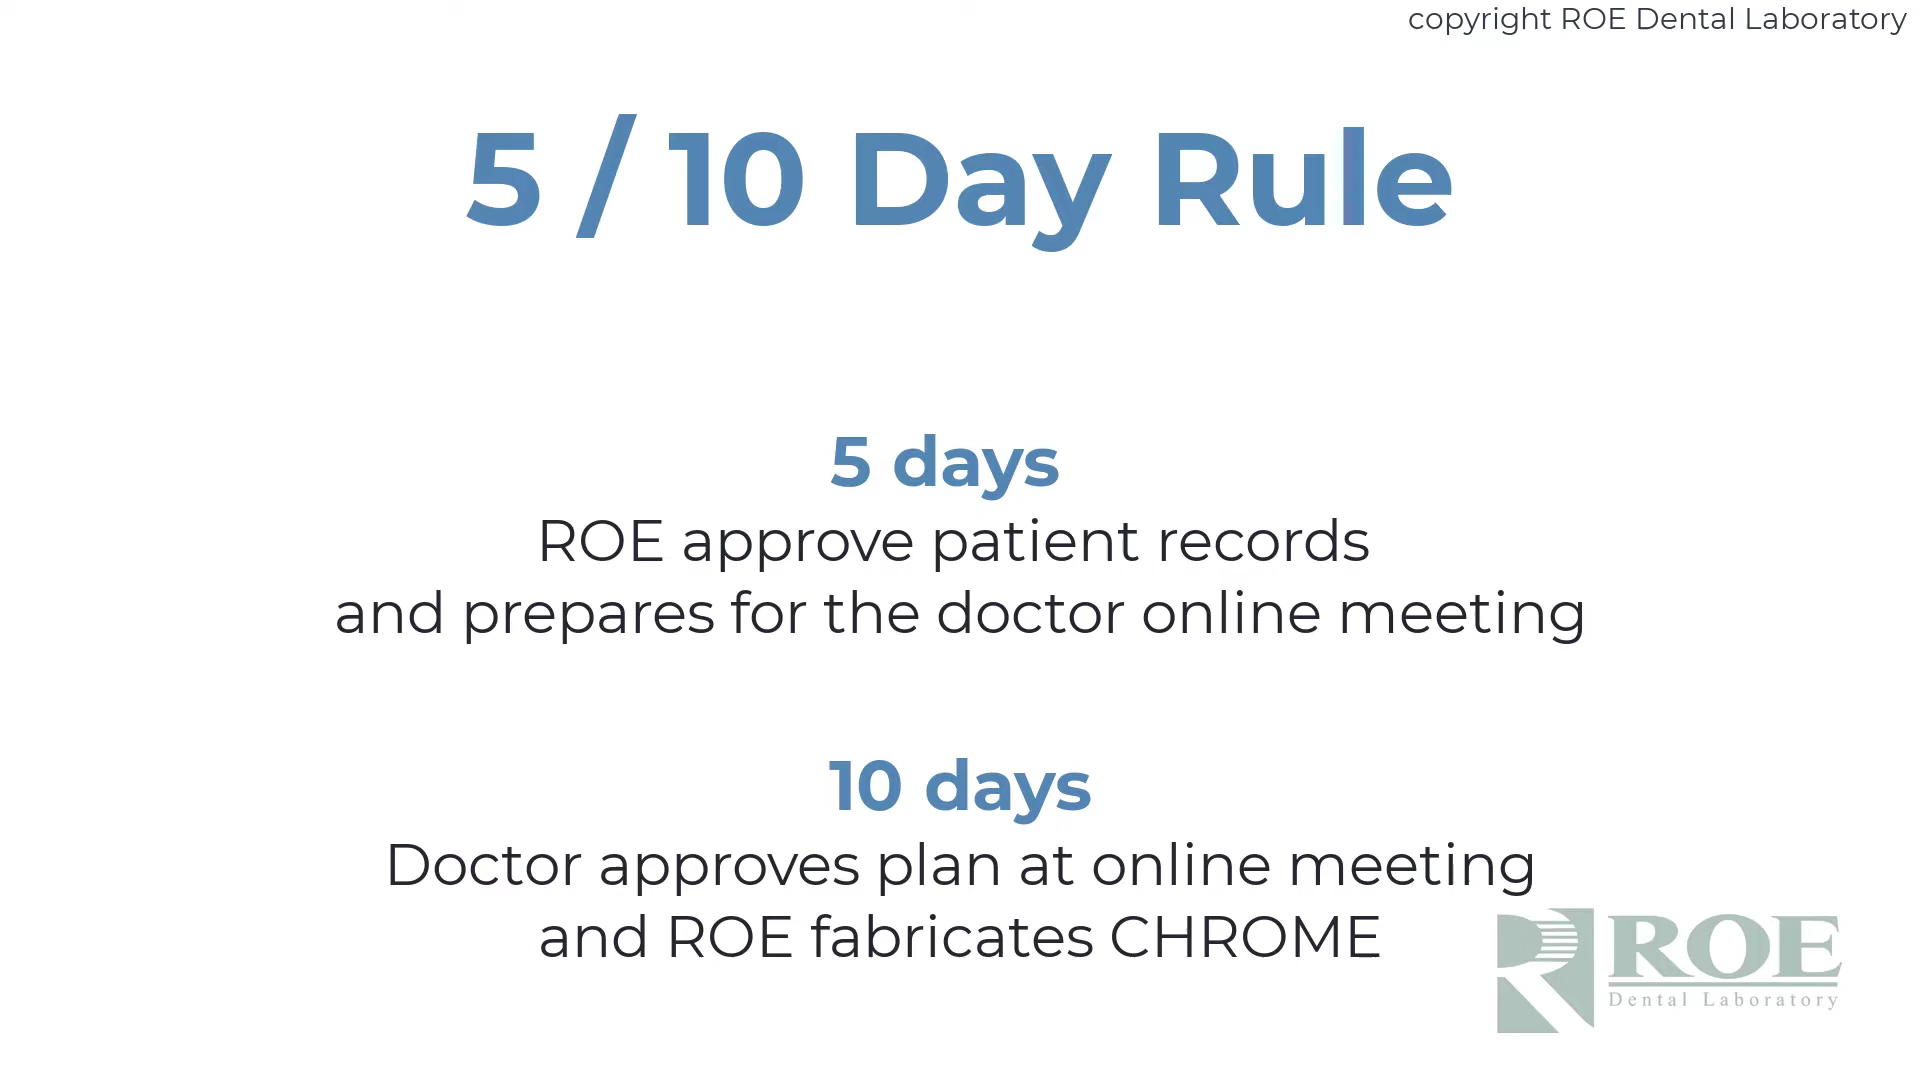 copyright ROE Dental Laboratory
5 / 10 Day Rule
5 days
ROE approve patient records
and prepares for the doctor online meeting
10 days
Doctor approves plan at online meeting
and ROE fabricates CHROME
ROE
Dental Laboratory